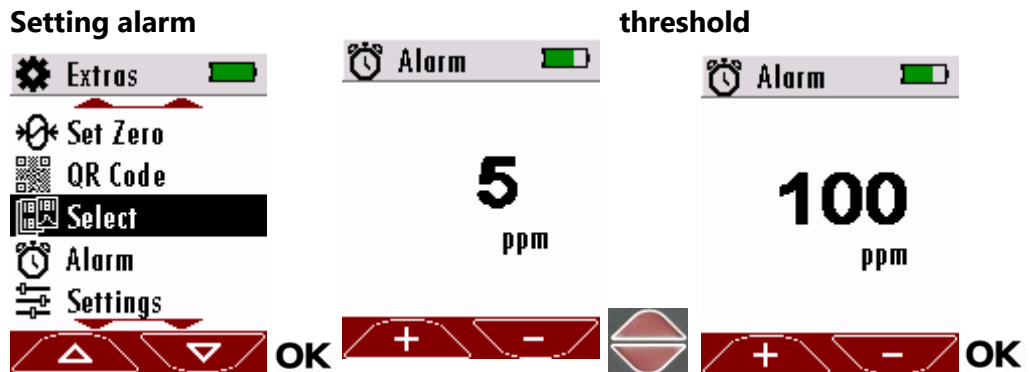 Setting alarm threshold
Extras
Set Zero
QR Code
Select
Alarm
Settings
OK
Alarm
5
ppm
+ -
Alarm
100
ppm
+ -
OK